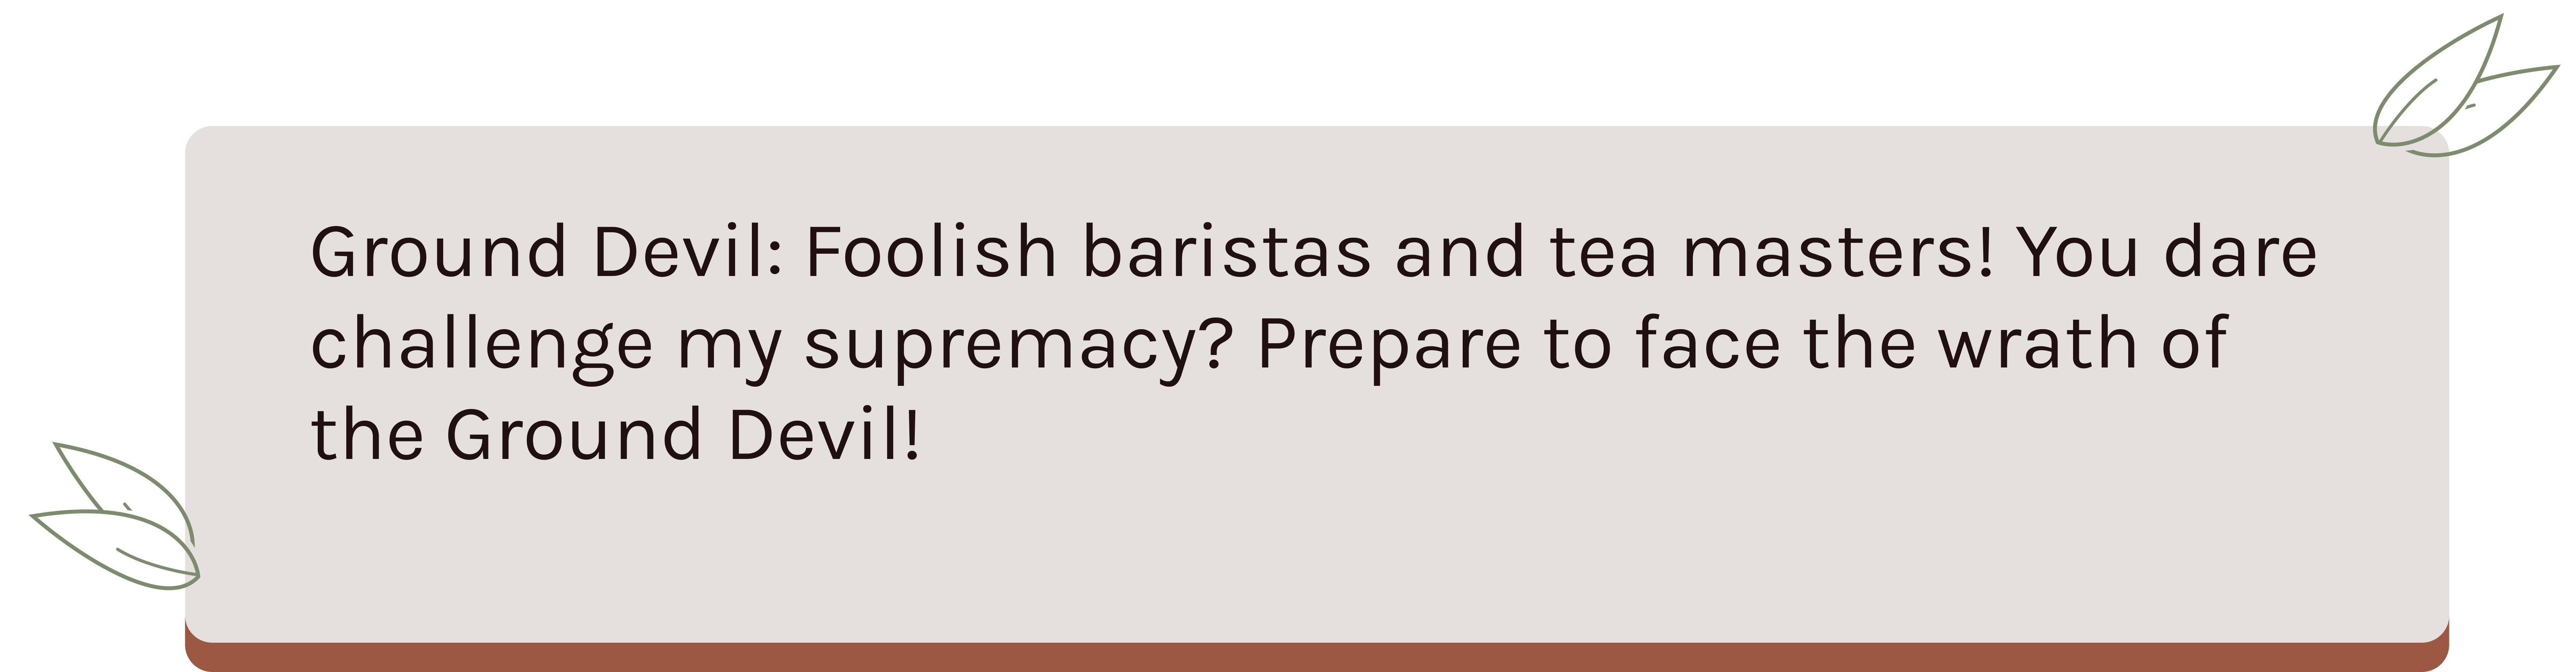 Ground Devil: Foolish baristas and tea masters! You dare
challenge my supremacy? Prepare to face the wrath of
the Ground Devil!